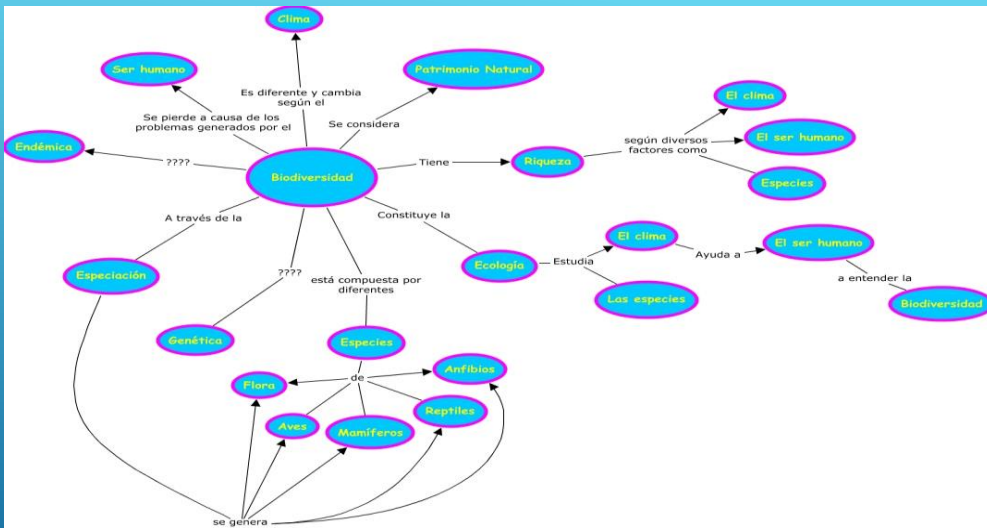 Clima
Ser humano
Patrimonio Natural
Es diferente y cambia
según el
Se pierde a causa de los
problemas generados por el
Se considera
El clima
según diversos
factores como
El ser humano
Endémica
????
Biodiversidad
Tiene
Riqueza
Especies
A través de la
Constituye la
El clima
Ayuda a
El ser humano
Especiación
????
está compuesta por
diferentes
Ecología
Estudia
a entender la
Las especies
Biodiversidad
Genética
Especies
Flora
de
Anfibios
Aves
Mamíferos
Reptiles
se genera